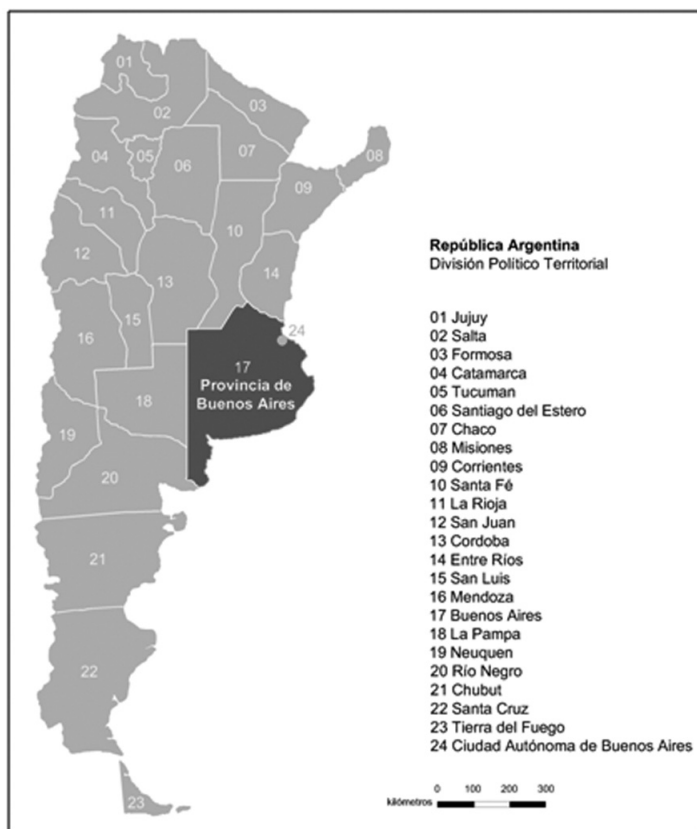 01
02
03
04
05
06
07
08
09
10
11
12
13
14
15
16
24
17
Provincia de
Buenos Aires
18
19
20
21
22
23
República Argentina
División Político Territorial
01 Jujuy
02 Salta
03 Formosa
04 Catamarca
05 Tucuman
06 Santiago del Estero
07 Chaco
08 Misiones
09 Corrientes
10 Santa Fé
11 La Rioja
12 San Juan
13 Cordoba
14 Entre Ríos
15 San Luis
16 Mendoza
17 Buenos Aires
18 La Pampa
19 Neuquen
20 Río Negro
21 Chubut
22 Santa Cruz
23 Tierra del Fuego
24 Ciudad Autónoma de Buenos Aires
0 100 200 300
kilómetros